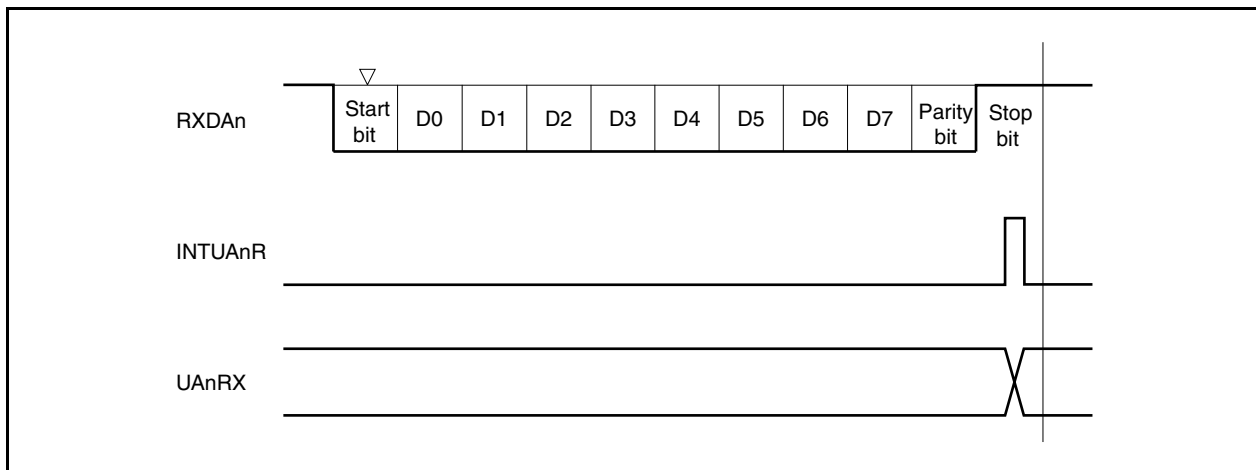 RXDAn
Start
bit
D0
D1
D2
D3
D4
D5
D6
D7
Parity
bit
Stop
bit
INTUAnR
UAnRX